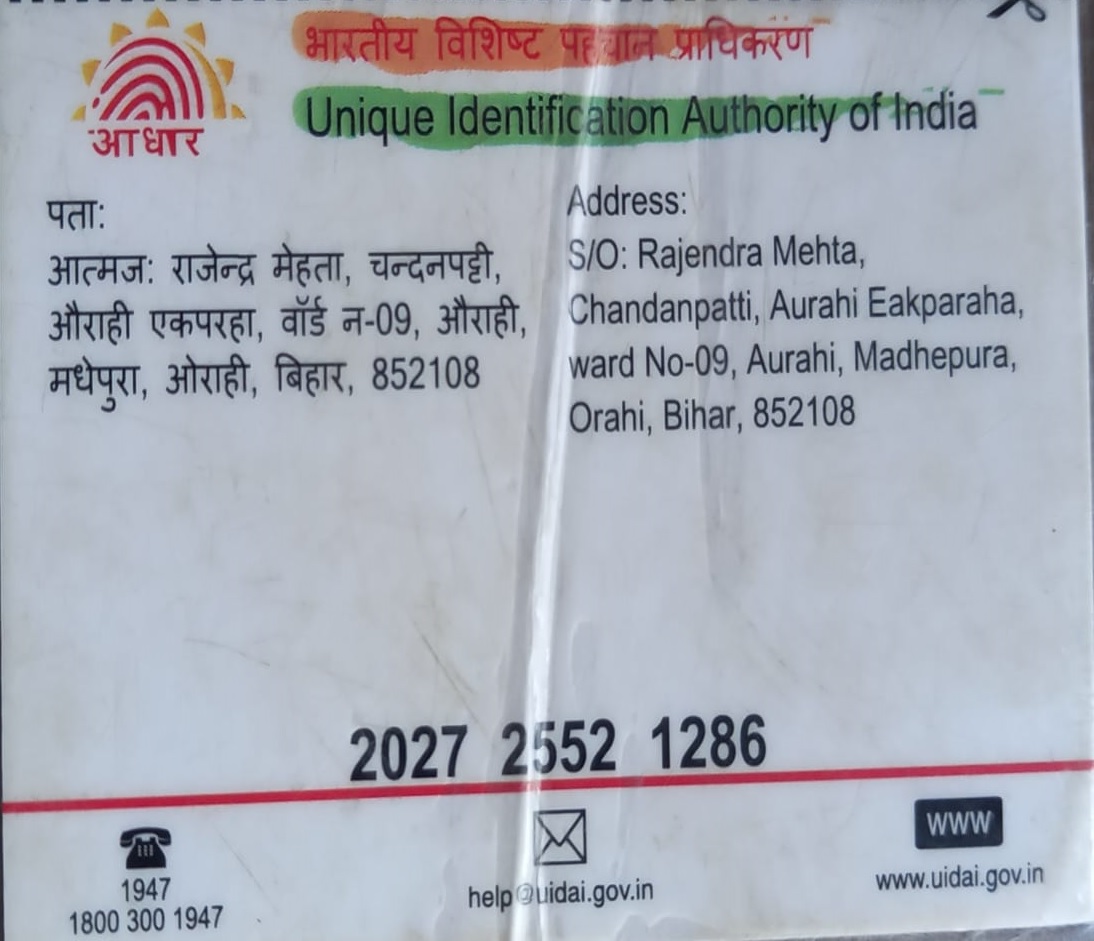 भारतीय विशिष्ट पहचान प्राधिकरण
Unique Identification Authority of India
आधार
पता:
आत्मज: राजेन्द्र मेहता, चन्दनपट्टी,
औराही एकपरहा, वॉर्ड न-09, औराही,
मधेपुरा, ओराही, बिहार, 852108
Address:
S/O: Rajendra Mehta,
Chandanpatti, Aurahi Eakparaha,
ward No-09, Aurahi, Madhepura,
Orahi, Bihar, 852108
2027 2552 1286
1947
1800 300 1947
help@uidai.gov.in
WWW
www.uidai.gov.in